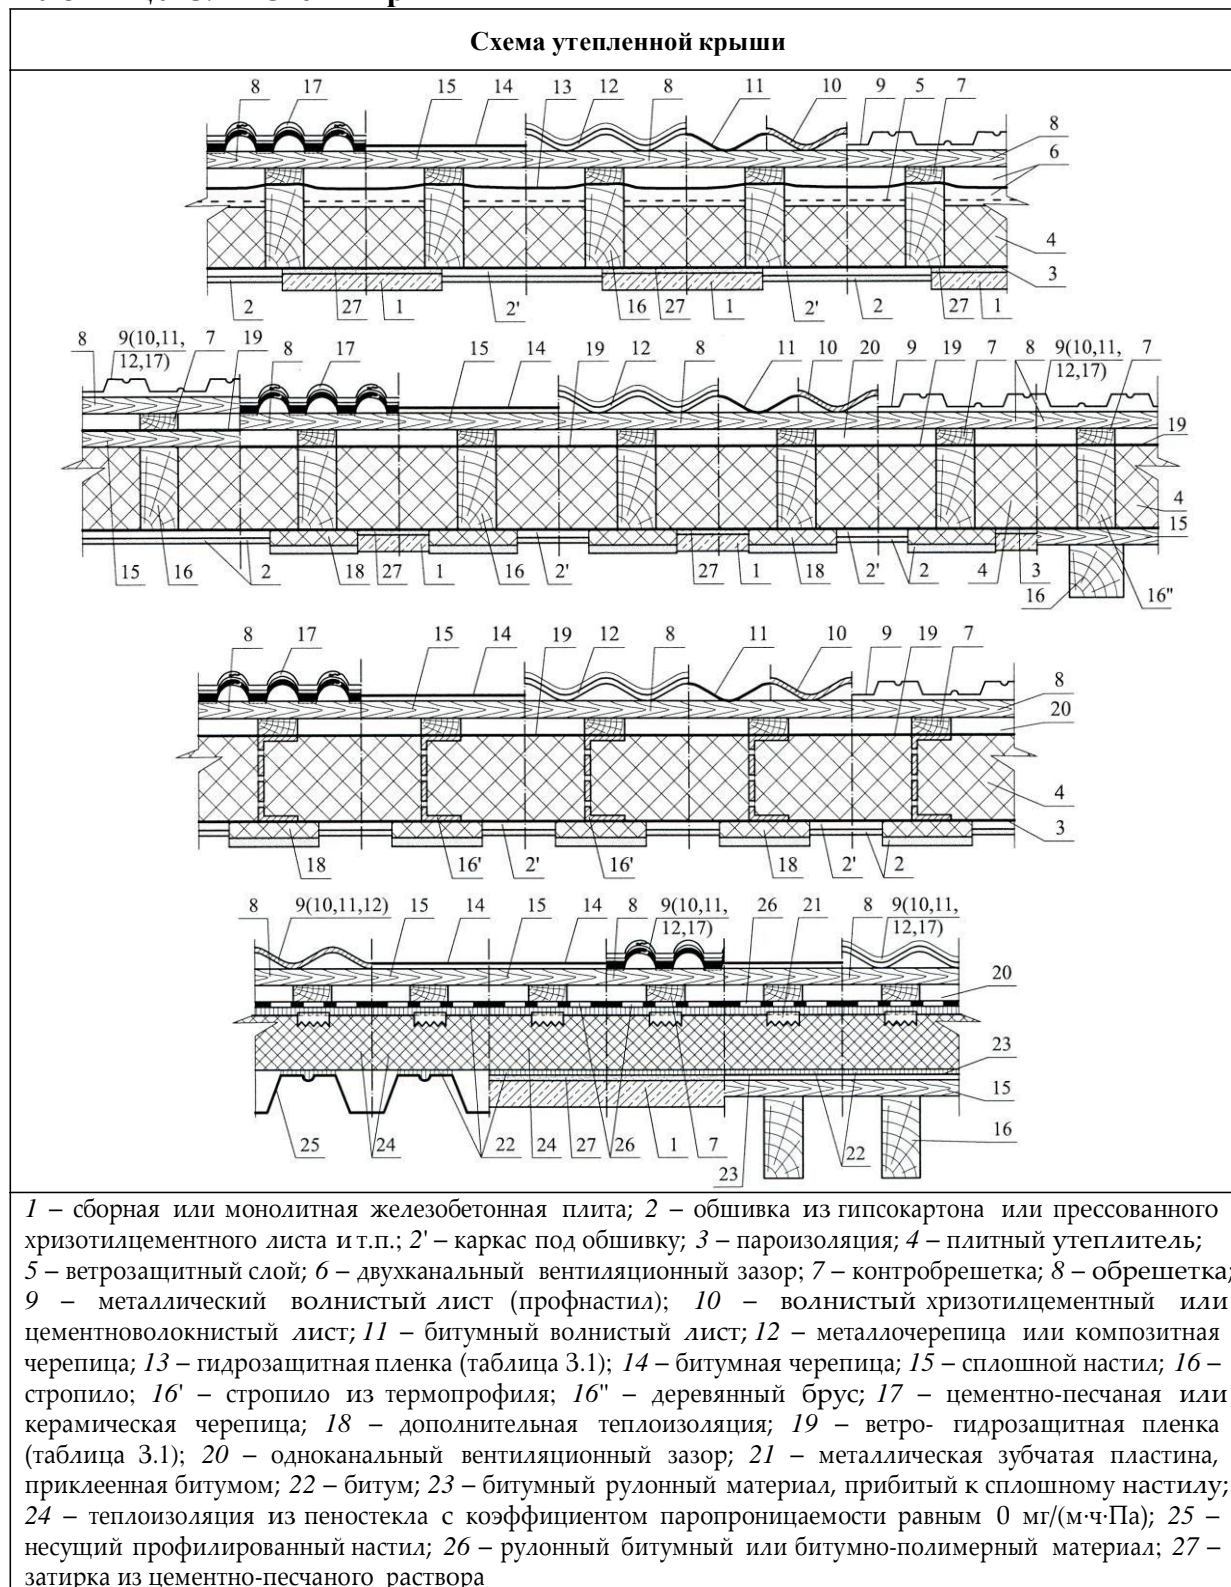 Схема утепленной крыши
8 17 15 14 13 12 8 11 10 9 5 7
8
6
4
3
2 27 1 2' 16 27 1 2' 2 27 1
8 9(10,11, 7 19 8 17 15 14 19 12 8 11 10 20 9 19 7 8 9(10,11, 7
12,17) 12,17)
19
4
15
15 16 2 18 27 1 16 2' 27 1 18 2' 2 4 3 16 16"
8 17 15 14 19 12 8 11 10 9 19 7
8
20
4
3
18 16' 2' 16' 18 2' 2
8 9(10,11,12) 15 14 15 14 8 9(10,11, 26 21 8 9(10,11,
12,17) 12,17)
20
23
15
16
25 24 22 24 27 26 1 7 23 22
1 – сборная или монолитная железобетонная плита; 2 – обшивка из гипсокартона или прессованного
хризотилцементного листа и т.п.; 2' – каркас под обшивку; 3 – пароизоляция; 4 – плитный утеплитель;
5 – ветрозащитный слой; 6 – двухканальный вентиляционный зазор; 7 – контробрешетка; 8 – обрешетка;
9 – металлический волнистый лист (профнастил); 10 – волнистый хризотилцементный или
цементноволокнистый лист; 11 – битумный волнистый лист; 12 – металлочерепица или композитная
черепица; 13 – гидрозащитная пленка (таблица 3.1); 14 – битумная черепица; 15 – сплошной настил; 16 –
стропило; 16' – стропило из термопрофиля; 16" – деревянный брус; 17 – цементно-песчаная или
керамическая черепица; 18 – дополнительная теплоизоляция; 19 – ветро- гидрозащитная пленка
(таблица 3.1); 20 – одноканальный вентиляционный зазор; 21 – металлическая зубчатая пластина,
приклеенная битумом; 22 – битум; 23 – битумный рулонный материал, прибитый к сплошному настилу;
24 – теплоизоляция из пеностекла с коэффициентом паропроницаемости равным 0 мг/(м·ч·Па); 25 –
несущий профилированный настил; 26 – рулонный битумный или битумно-полимерный материал; 27 –
затирка из цементно-песчаного раствора